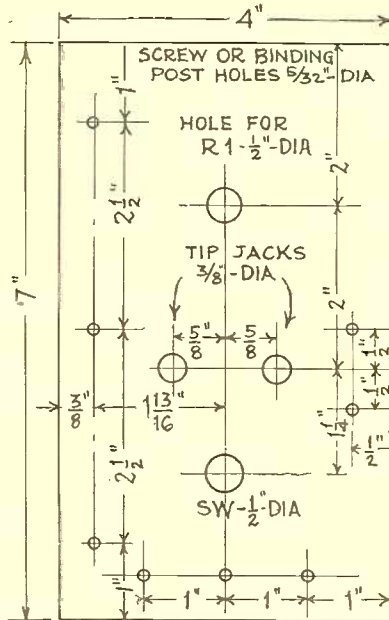 4"
SCREW OR BINDING
POST HOLES 5/32"-DIA
1"
HOLE FOR
R1-1/2"-DIA
2"
2 1/2"
7"
TIP JACKS
3/8"-DIA
2"
5/8"
5/8
1/2"
3/8"
1 13/16"
1/2"
1 1/4"
1/2"
2 1/2"
SW-1/2"-DIA
1"
1"
1"
1"